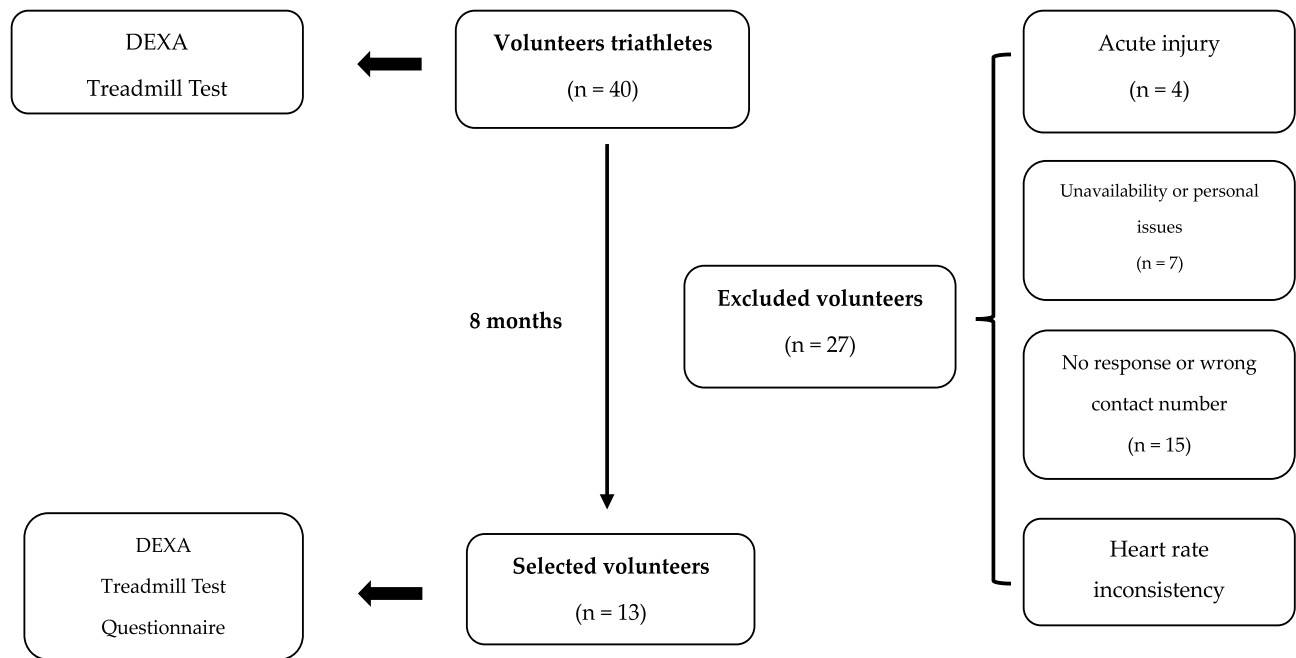 DEXA
Treadmill Test
Volunteers triathletes
(n = 40)
Acute injury
(n = 4)
Unavailability or personal
issues
(n = 7)
8 months
Excluded volunteers
(n = 27)
No response or wrong
contact number
(n = 15)
Heart rate
inconsistency
DEXA
Treadmill Test
Questionnaire
Selected volunteers
(n = 13)